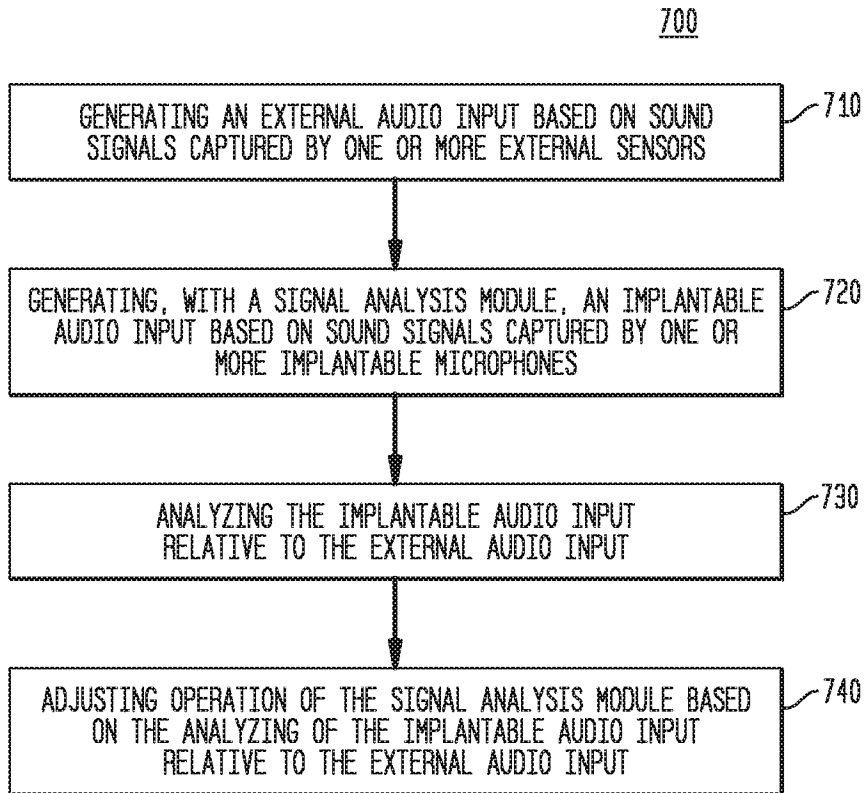 700
GENERATING AN EXTERNAL AUDIO INPUT BASED ON SOUND
SIGNALS CAPTURED BY ONE OR MORE EXTERNAL SENSORS
710
GENERATING, WITH A SIGNAL ANALYSIS MODULE, AN IMPLANTABLE
AUDIO INPUT BASED ON SOUND SIGNALS CAPTURED BY ONE OR
MORE IMPLANTABLE MICROPHONES
720
ANALYZING THE IMPLANTABLE AUDIO INPUT
RELATIVE TO THE EXTERNAL AUDIO INPUT
730
ADJUSTING OPERATION OF THE SIGNAL ANALYSIS MODULE BASED
ON THE ANALYZING OF THE IMPLANTABLE AUDIO INPUT
RELATIVE TO THE EXTERNAL AUDIO INPUT
740